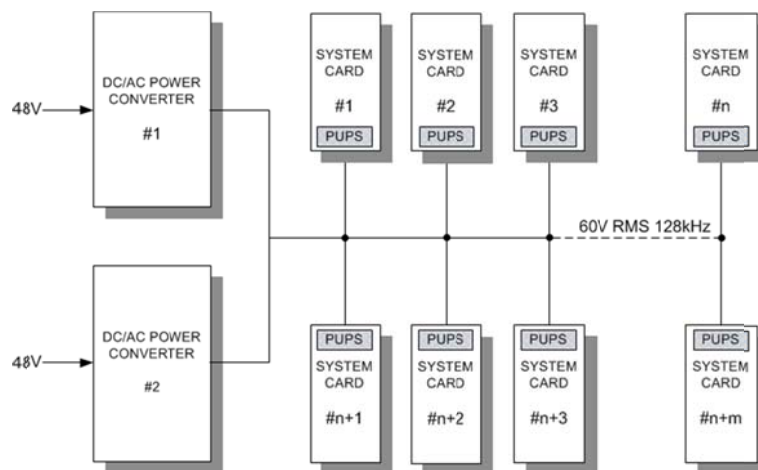 DC/AC POWER
CONVERTER
#1
48V
SYSTEM
CARD
#1
PUPS
SYSTEM
CARD
#2
PUPS
SYSTEM
CARD
#3
PUPS
SYSTEM
CARD
#n
PUPS
60V RMS 128kHz
DC/AC POWER
CONVERTER
#2
48V
PUPS
SYSTEM
CARD
#n+1
PUPS
SYSTEM
CARD
#n+2
PUPS
SYSTEM
CARD
#n+3
PUPS
SYSTEM
CARD
#n+m